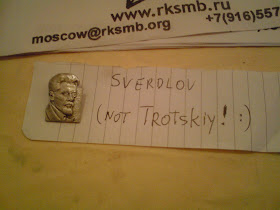 www.rksmb.ru
+7(916)557
moscow@rksmb.org
SVERDLOV
(NOT TROTSKIY! :)